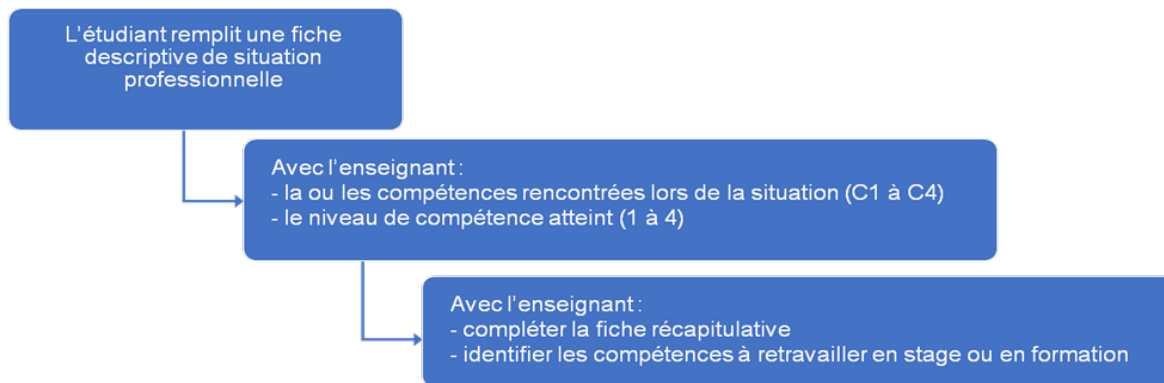 L'étudiant remplit une fiche
descriptive de situation
professionnelle
Avec l'enseignant :
- la ou les compétences rencontrées lors de la situation (C1 à C4)
- le niveau de compétence atteint (1 à 4)
Avec l'enseignant :
- compléter la fiche récapitulative
- identifier les compétences à retravailler en stage ou en formation